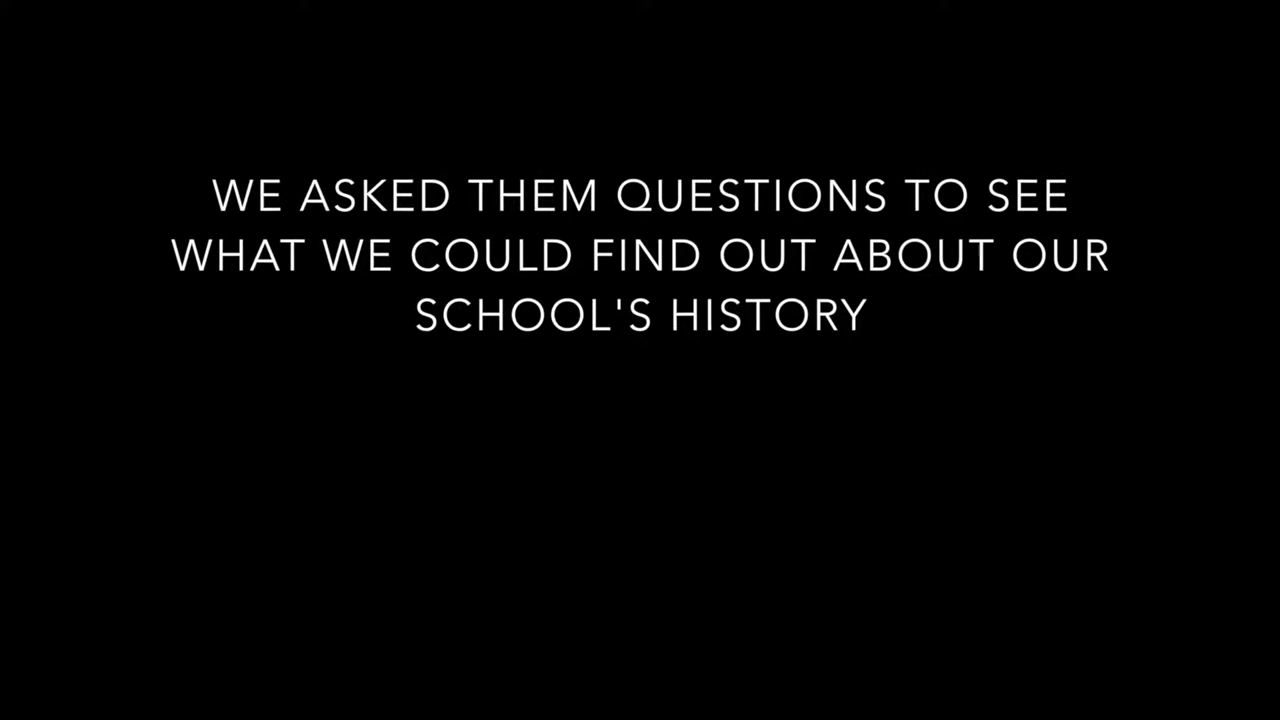 WE ASKED THEM QUESTIONS TO SEE
WHAT WE COULD FIND OUT ABOUT OUR
SCHOOL'S HISTORY